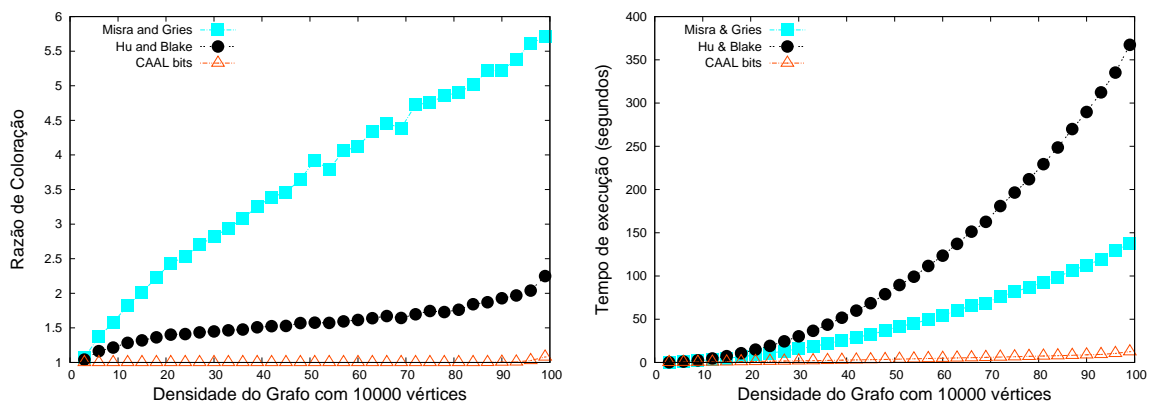 Razão de Coloração
6
5.5
5
4.5
4
3.5
3
2.5
2
1.5
1
Misra and Gries
Hu and Blake
CAAL bits
0 10 20 30 40 50 60 70 80 90 100
Densidade do Grafo com 10000 vértices
Tempo de execução (segundos)
400
350
300
250
200
150
100
50
0
Misra & Gries
Hu & Blake
CAAL bits
0 10 20 30 40 50 60 70 80 90 100
Densidade do Grafo com 10000 vértices